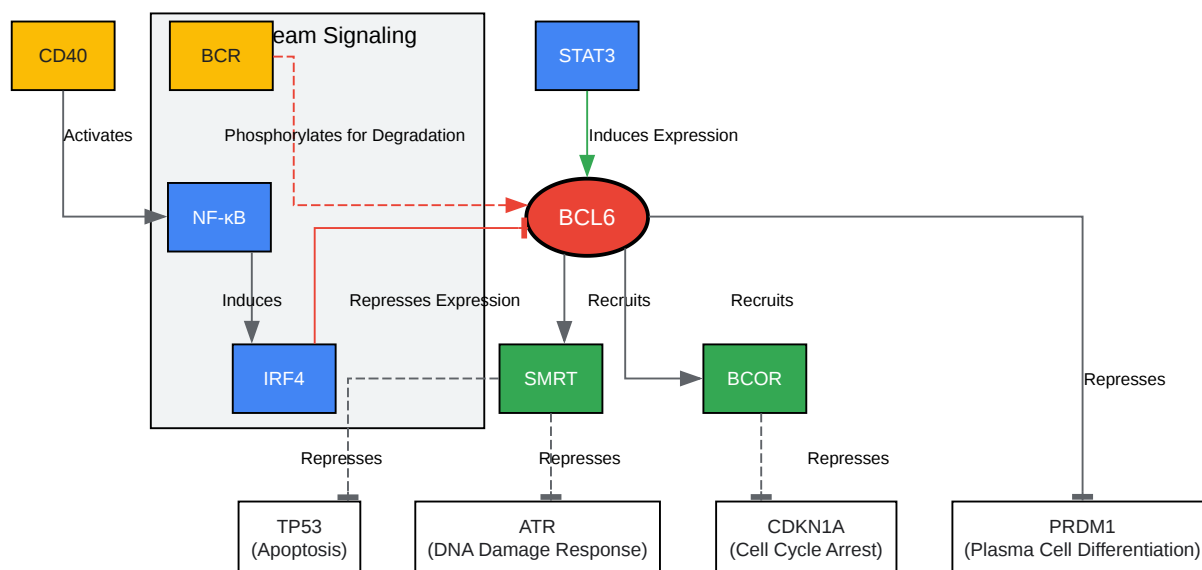 CD40
BCR
eam Signaling
STAT3
Activates
Phosphorylates for Degradation
Induces Expression
NF-κB
BCL6
Induces
Represses Expression
Recruits
Recruits
IRF4
SMRT
BCOR
Represses
Represses
Represses
Represses
TP53
(Apoptosis)
ATR
(DNA Damage Response)
CDKN1A
(Cell Cycle Arrest)
PRDM1
(Plasma Cell Differentiation)